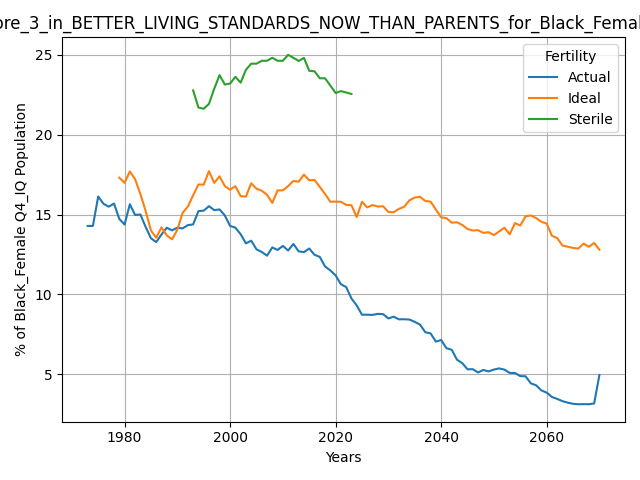 ore_3_in_BETTER_LIVING_STANDARDS_NOW_THAN_PARENTS_for_Black_Femal
25
20
15
10
5
% of Black_Female Q4_IQ Population
Fertility
Actual
Ideal
Sterile
1980
2000
2020
2040
2060
Years